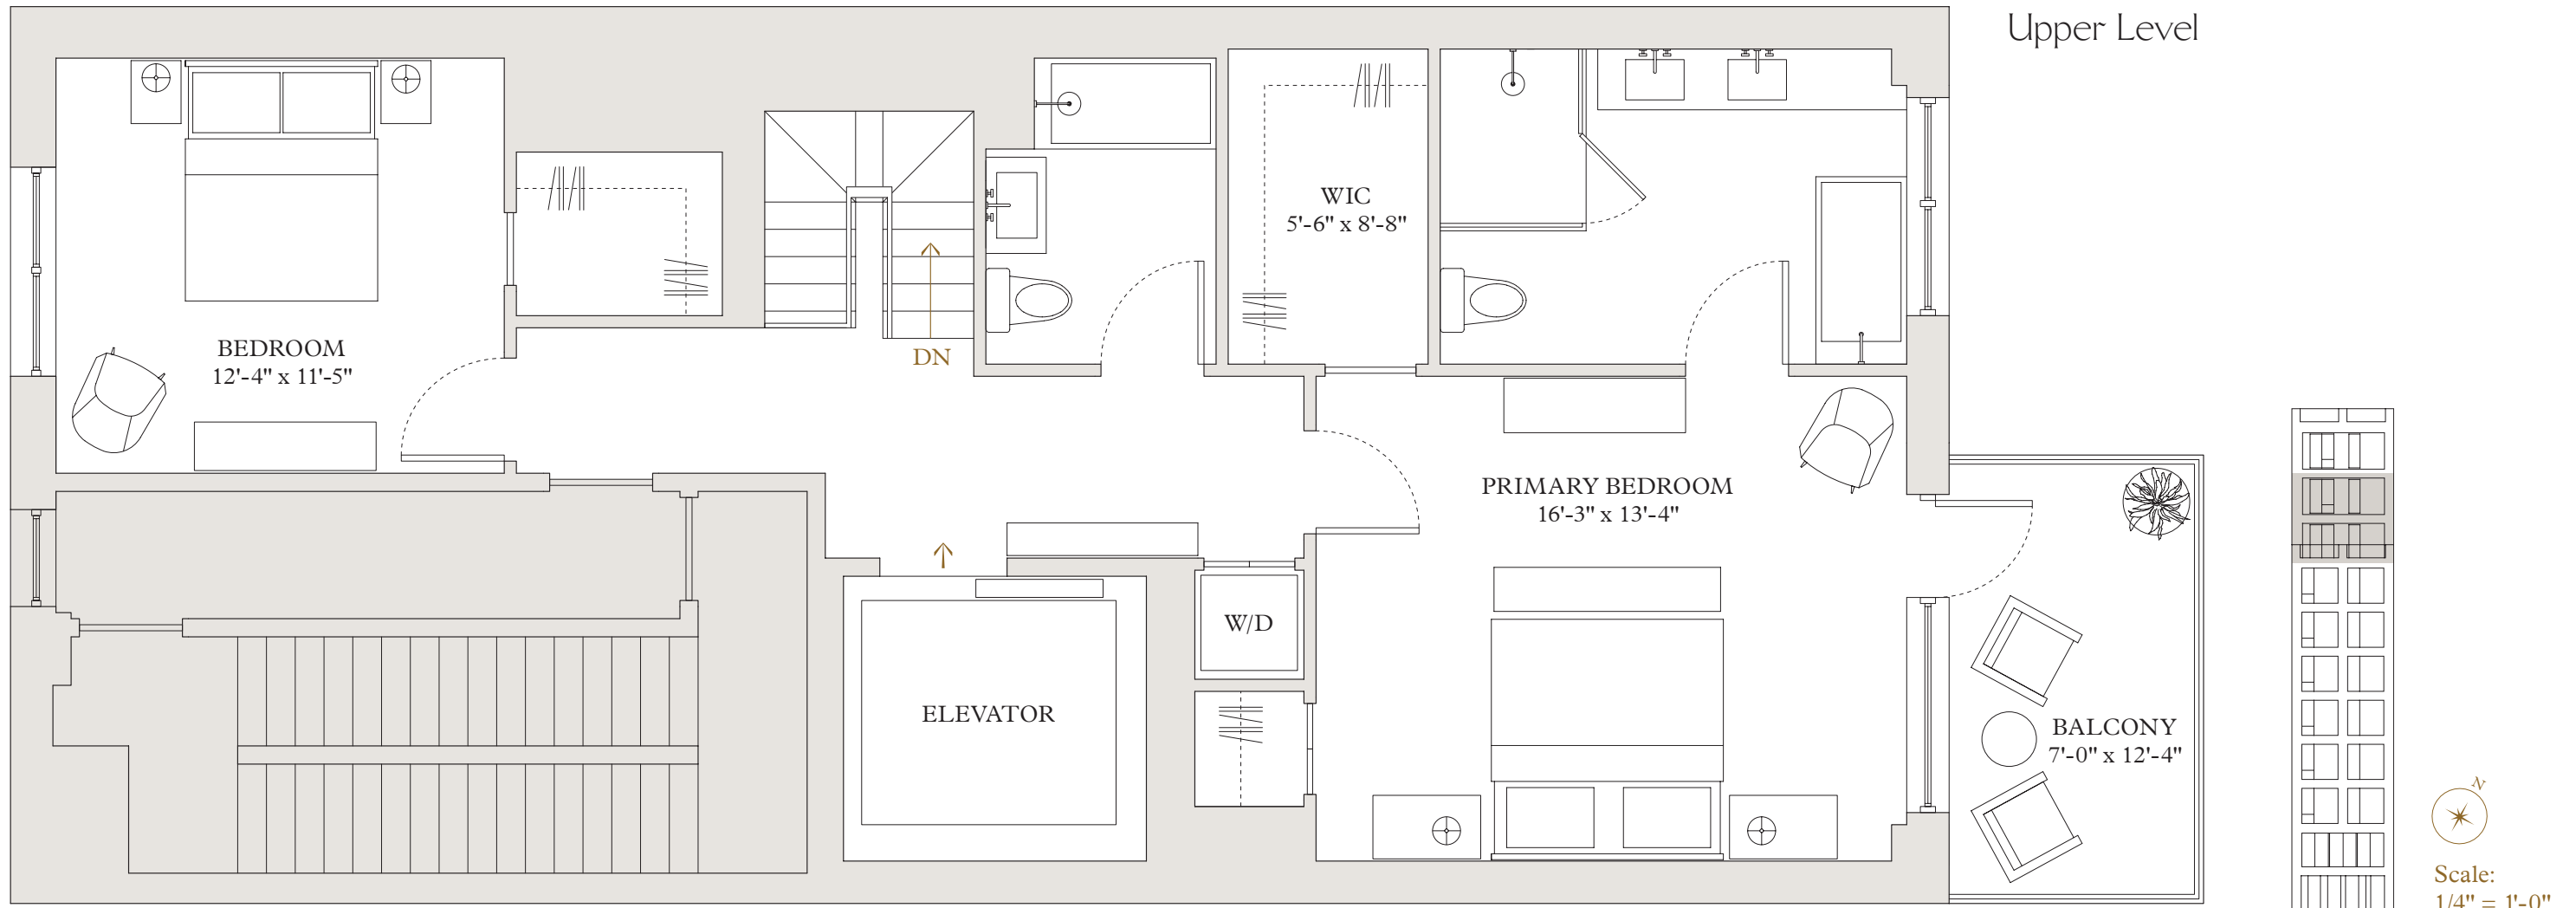 Upper Level
WIC
5'-6" x 8'-8"
BEDROOM
12'-4" x 11'-5"
DN
PRIMARY BEDROOM
16'-3" x 13'-4"
W/D
ELEVATOR
BALCONY
7'-0" x 12'-4"
N
Scale:
1/4" = 1'-0"